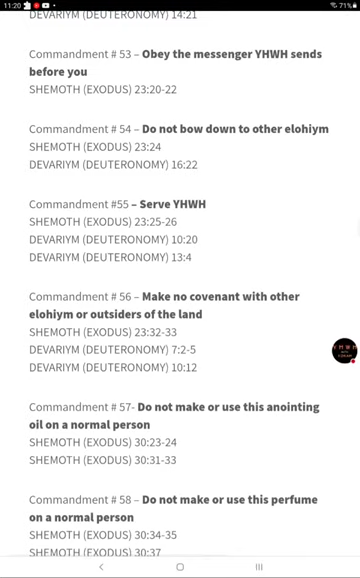 11:20
71%
DEVARIYM (DEUTERONOMY) 14:21
Commandment # 53 – Obey the messenger YHWH sends
before you
SHEMOTH (EXODUS) 23:20-22
Commandment # 54 – Do not bow down to other elohiym
SHEMOTH (EXODUS) 23:24
DEVARIYM (DEUTERONOMY) 16:22
Commandment #55 – Serve YHWH
SHEMOTH (EXODUS) 23:25-26
DEVARIYM (DEUTERONOMY) 10:20
DEVARIYM (DEUTERONOMY) 13:4
Commandment # 56 – Make no covenant with other
elohiym or outsiders of the land
SHEMOTH (EXODUS) 23:32-33
DEVARIYM (DEUTERONOMY) 7:2-5
DEVARIYM (DEUTERONOMY) 10:12
Commandment # 57- Do not make or use this anointing
oil on a normal person
SHEMOTH (EXODUS) 30:23-24
SHEMOTH (EXODUS) 30:31-33
Commandment # 58 – Do not make or use this perfume
on a normal person
SHEMOTH (EXODUS) 30:34-35
SHEMOTH (EXODUS) 30:37